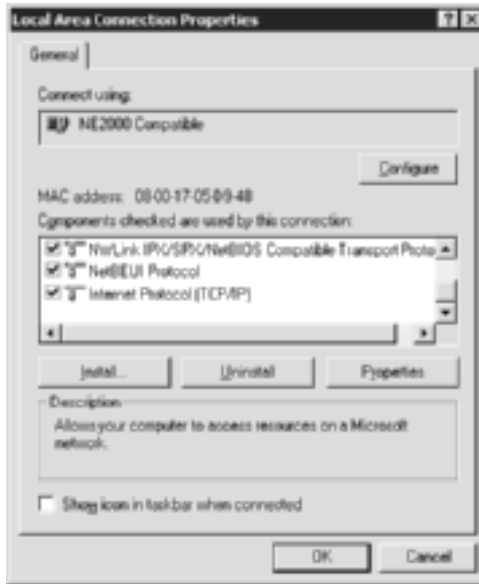 Local Area Connection Properties
General
Connect using:
NE2000 Compatible
Configure
MAC address: 08-00-17-05-09-48
Components checked are used by this connection:
NWLink IPX/SPX/NetBIOS Compatible Transport Proto
NetBEUI Protocol
Internet Protocol (TCP/IP)
Install...
Uninstall
Properties
Description
Allows your computer to access resources on a Microsoft
network.
Show icon in taskbar when connected
OK
Cancel